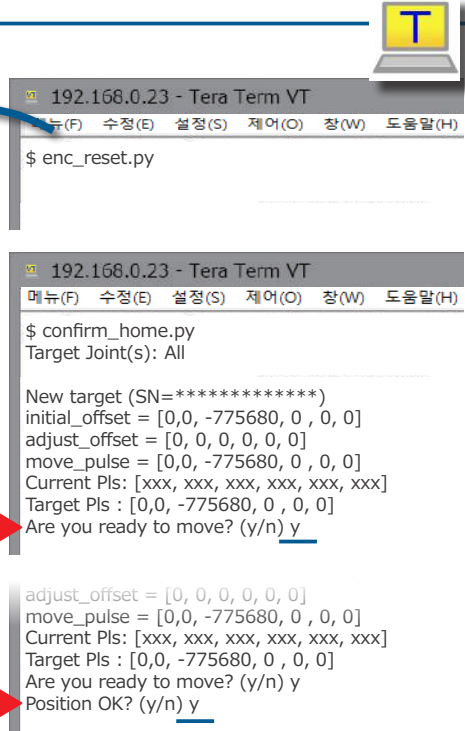 T
192.168.0.23 - Tera Term VT
메뉴(F) 수정(E) 설정(S) 제어(O) 창(W) 도움말(H)
$ enc_reset.py
192.168.0.23 - Tera Term VT
메뉴(F) 수정(E) 설정(S) 제어(O) 창(W) 도움말(H)
$ confirm_home.py
Target Joint(s): All
New target (SN=*************)
initial_offset = [0,0, -775680, 0 , 0, 0]
adjust_offset = [0, 0, 0, 0, 0, 0]
move_pulse = [0,0, -775680, 0 , 0, 0]
Current Pls: [xxx, xxx, xxx, xxx, xxx, xxx]
Target Pls : [0,0, -775680, 0 , 0, 0]
Are you ready to move? (y/n) y
adjust_offset = [0, 0, 0, 0, 0, 0]
move_pulse = [0,0, -775680, 0 , 0, 0]
Current Pls: [xxx, xxx, xxx, xxx, xxx, xxx]
Target Pls : [0,0, -775680, 0 , 0, 0]
Are you ready to move? (y/n) y
Position OK? (y/n) y